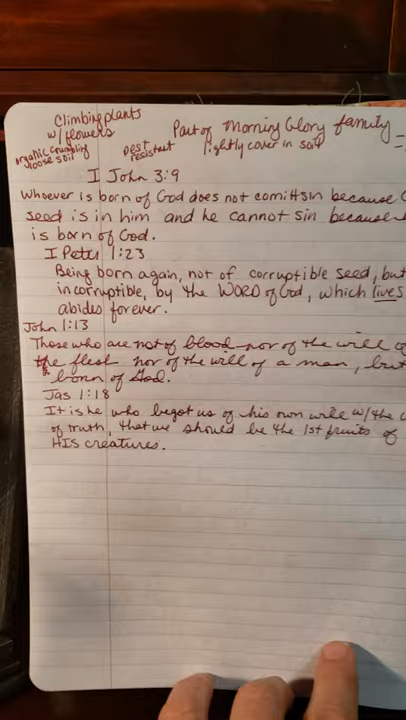 Climbing plants
w/flowers
organic crumbling
loose soil
pest
resistant
Part of Morning Glory family
lightly cover in soil
I John 3:9
Whoever is born of God does not comitt sin because
seed is in him and he cannot sin because
is born of God.
I Peter 1:23
Being born again, not of corruptible seed, but
incorruptible, by the WORD of God, which lives
abides forever.
John 1:13
Those who are not of blood nor of the will of
the flesh nor of the will of a man, but
born of God.
Jas 1:18
It is he who begot us of his own will w/the
of truth, that we should be the 1st fruits of
HIS creatures.